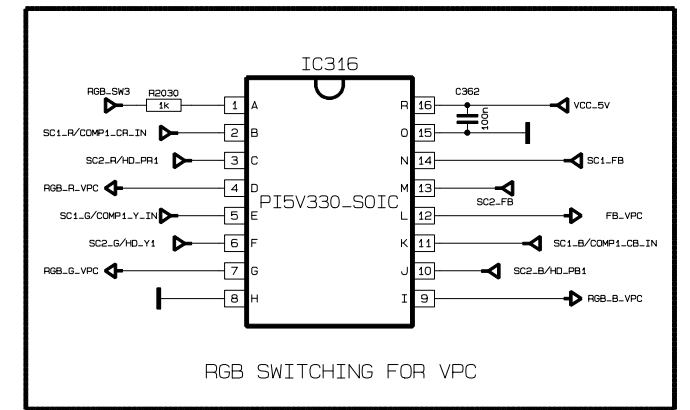 IC316
RGB_SW3
R2030
1k
1 A
SC1_R/COMP1_CR_IN
2 B
SC2_R/HD_PR1
3 C
RGB_R_VPC
4 D
SC1_G/COMP1_Y_IN
5 E
SC2_G/HD_Y1
6 F
RGB_G_VPC
7 G
8 H
PI5V330_SOIC
C362
100n
R 16
VCC_5V
O 15
N 14
SC1_FB
M 13
SC2_FB
L 12
FB_VPC
K 11
SC1_B/COMP1_CB_IN
J 10
SC2_B/HD_PB1
I 9
RGB_B_VPC
RGB SWITCHING FOR VPC